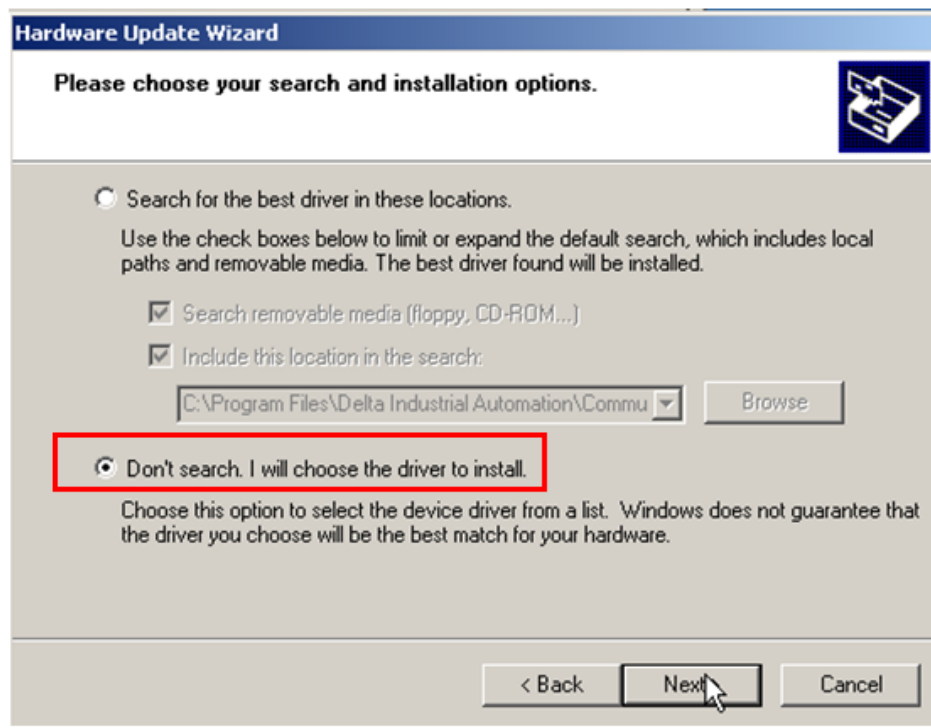 Hardware Update Wizard
Please choose your search and installation options.
Search for the best driver in these locations.
Use the check boxes below to limit or expand the default search, which includes local
paths and removable media. The best driver found will be installed.
Search removable media (floppy, CD-ROM...)
Include this location in the search:
C:\Program Files\Delta Industrial Automation\Commu
Browse
Don't search. I will choose the driver to install.
Choose this option to select the device driver from a list. Windows does not guarantee that
the driver you choose will be the best match for your hardware.
< Back
Next
Cancel